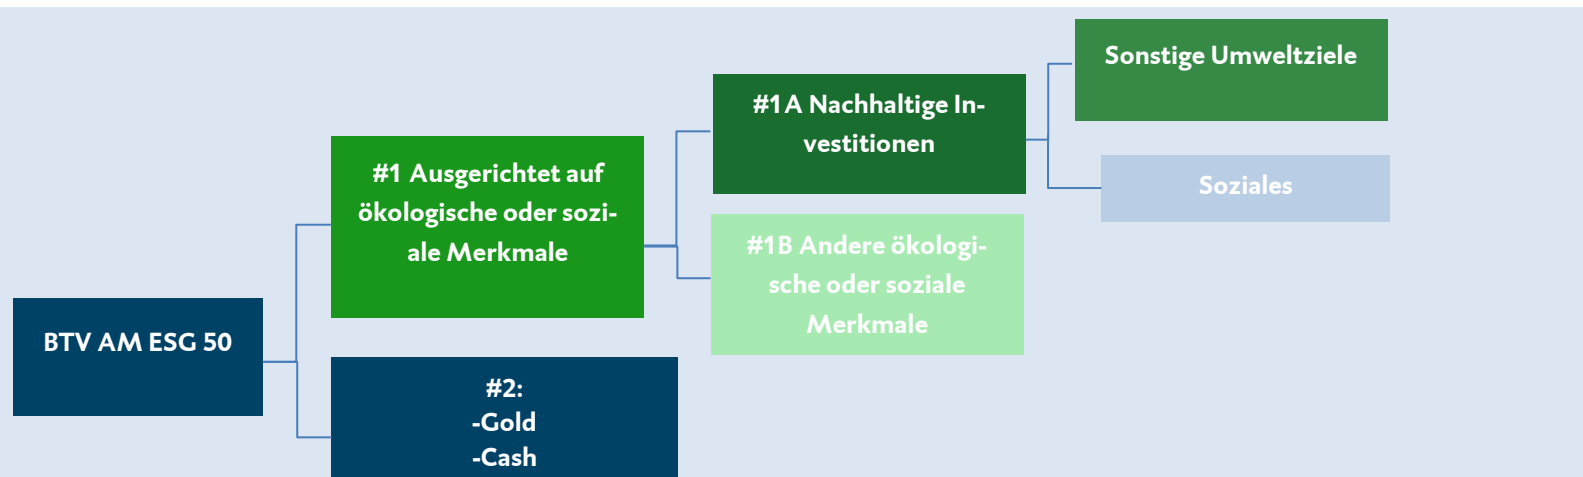 Sonstige Umweltziele
#1A Nachhaltige In-
vestitionen
#1 Ausgerichtet auf
ökologische oder sozi-
ale Merkmale
Soziales
#1B Andere ökologi-
sche oder soziale
Merkmale
BTV AM ESG 50
#2:
-Gold
-Cash